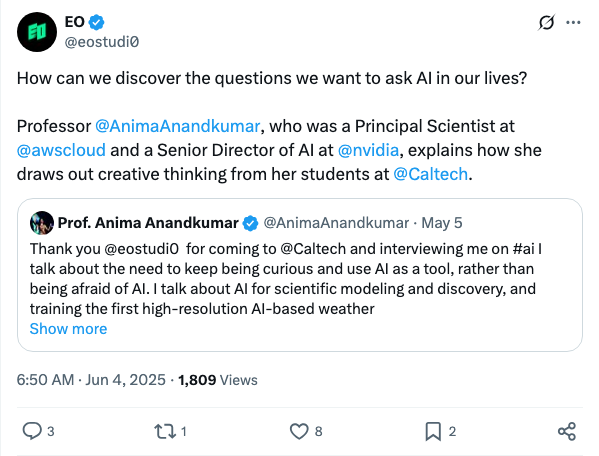 EO
@eostudi0
How can we discover the questions we want to ask AI in our lives?
Professor @AnimaAnandkumar, who was a Principal Scientist at
@awscloud and a Senior Director of AI at @nvidia, explains how she
draws out creative thinking from her students at @Caltech.
Prof. Anima Anandkumar @AnimaAnandkumar · May 5
Thank you @eostudi0 for coming to @Caltech and interviewing me on #ai I
talk about the need to keep being curious and use AI as a tool, rather than
being afraid of AI. I talk about AI for scientific modeling and discovery, and
training the first high-resolution AI-based weather
Show more
6:50 AM · Jun 4, 2025 · 1,809 Views
3 1 8 2